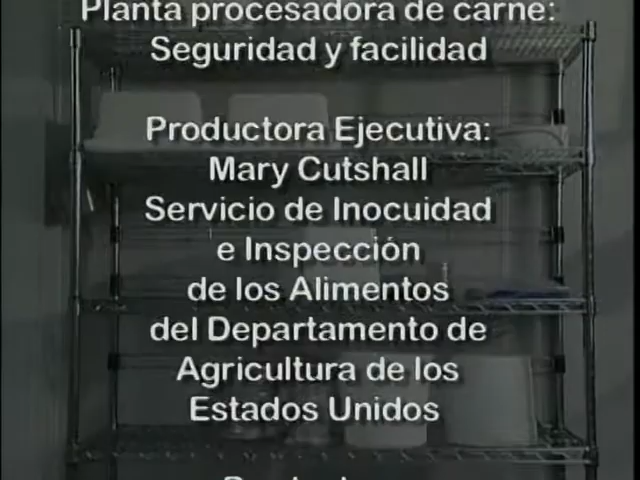 Planta procesadora de carne:
Seguridad y facilidad
Productora Ejecutiva:
Mary Cutshall
Servicio de Inocuidad
e Inspección
de los Alimentos
del Departamento de
Agricultura de los
Estados Unidos